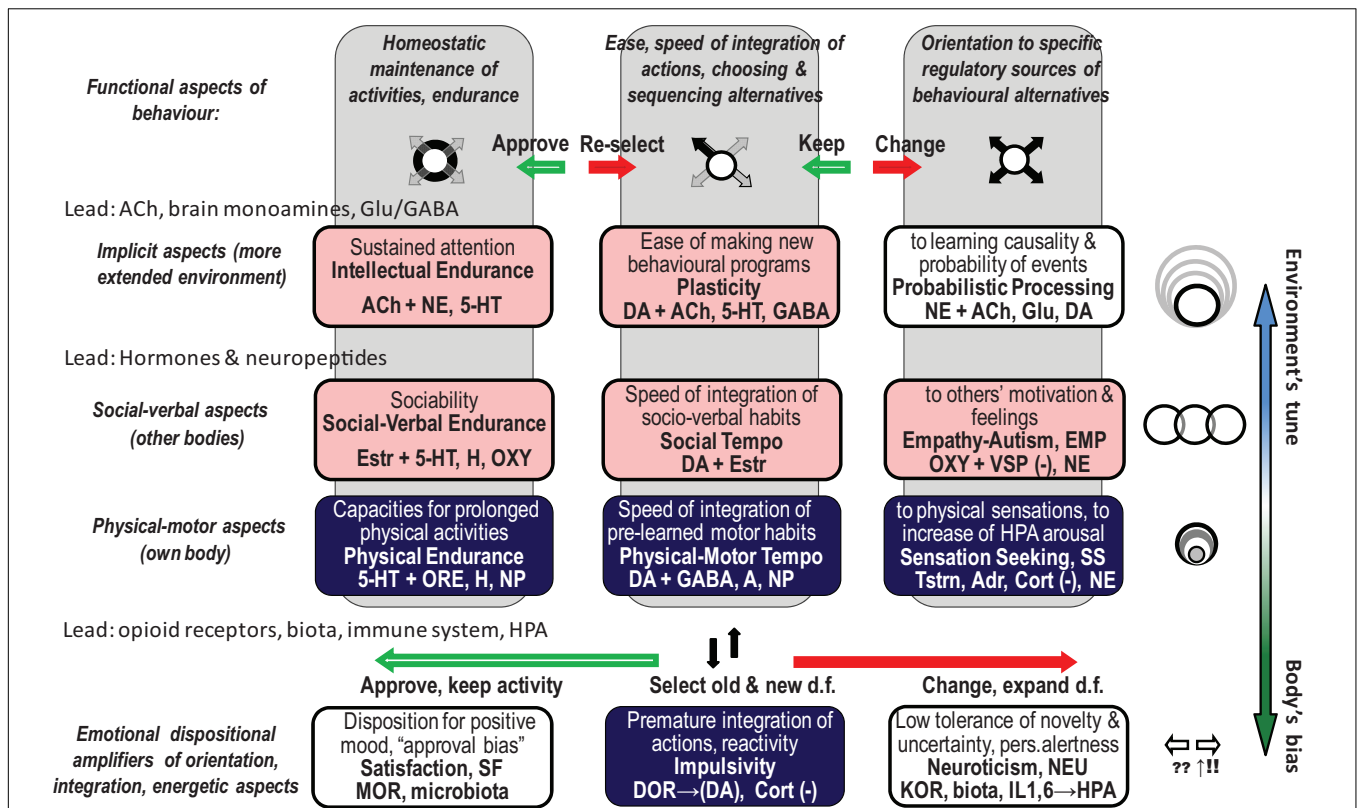 Functional aspects of
behaviour:
Homeostatic
maintenance of
activities, endurance
Ease, speed of integration of
actions, choosing &
sequencing alternatives
Orientation to specific
regulatory sources of
behavioural alternatives
Approve
Re-select
Keep
Change
Lead: ACh, brain monoamines, Glu/GABA
Implicit aspects (more
extended environment)
Sustained attention
Intellectual Endurance
ACh + NE, 5-HT
Ease of making new
behavioural programs
Plasticity
DA + ACh, 5-HT, GABA
to learning causality &
probability of events
Probabilistic Processing
NE + ACh, Glu, DA
Lead: Hormones & neuropeptides
Social-verbal aspects
(other bodies)
Sociability
Social-Verbal Endurance
Estr + 5-HT, H, OXY
Speed of integration of
socio-verbal habits
Social Tempo
DA + Estr
to others' motivation &
feelings
Empathy-Autism, EMP
OXY + VSP (-), NE
Physical-motor aspects
(own body)
Capacities for prolonged
physical activities
Physical Endurance
5-HT + ORE, H, NP
Speed of integration of
pre-learned motor habits
Physical-Motor Tempo
DA + GABA, A, NP
to physical sensations, to
increase of HPA arousal
Sensation Seeking, SS
Tstrn, Adr, Cort (-), NE
Lead: opioid receptors, biota, immune system, HPA
Approve, keep activity
Select old & new d.f.
Change, expand d.f.
Emotional dispositional
amplifiers of orientation,
integration, energetic aspects
Disposition for positive
mood, "approval bias"
Satisfaction, SF
MOR, microbiota
Premature integration of
actions, reactivity
Impulsivity
DOR→(DA), Cort (-)
Low tolerance of novelty &
uncertainty, pers.alertness
Neuroticism, NEU
KOR, biota, IL1,6→HPA
?? ↑!!
Environment's tune
Body's bias